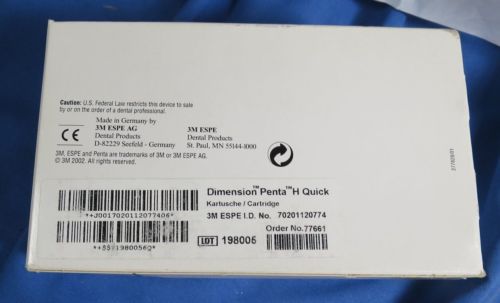 Caution: U.S. Federal Law restricts this device to sale
by or on the order of a dental professional.
Made in Germany by
3M ESPE AG
Dental Products
D-82229 Seefeld - Germany
3M ESPE
Dental Products
St. Paul, MN 55144-1000
CE
3M, ESPE and Penta are trademarks of 3M or 3M ESPE AG.
© 3M 2002. All rights reserved.
Dimension™ Penta™ H Quick
Kartusche / Cartridge
3M ESPE I.D. No. 70201120774
Order No. 77661
LOT 198006